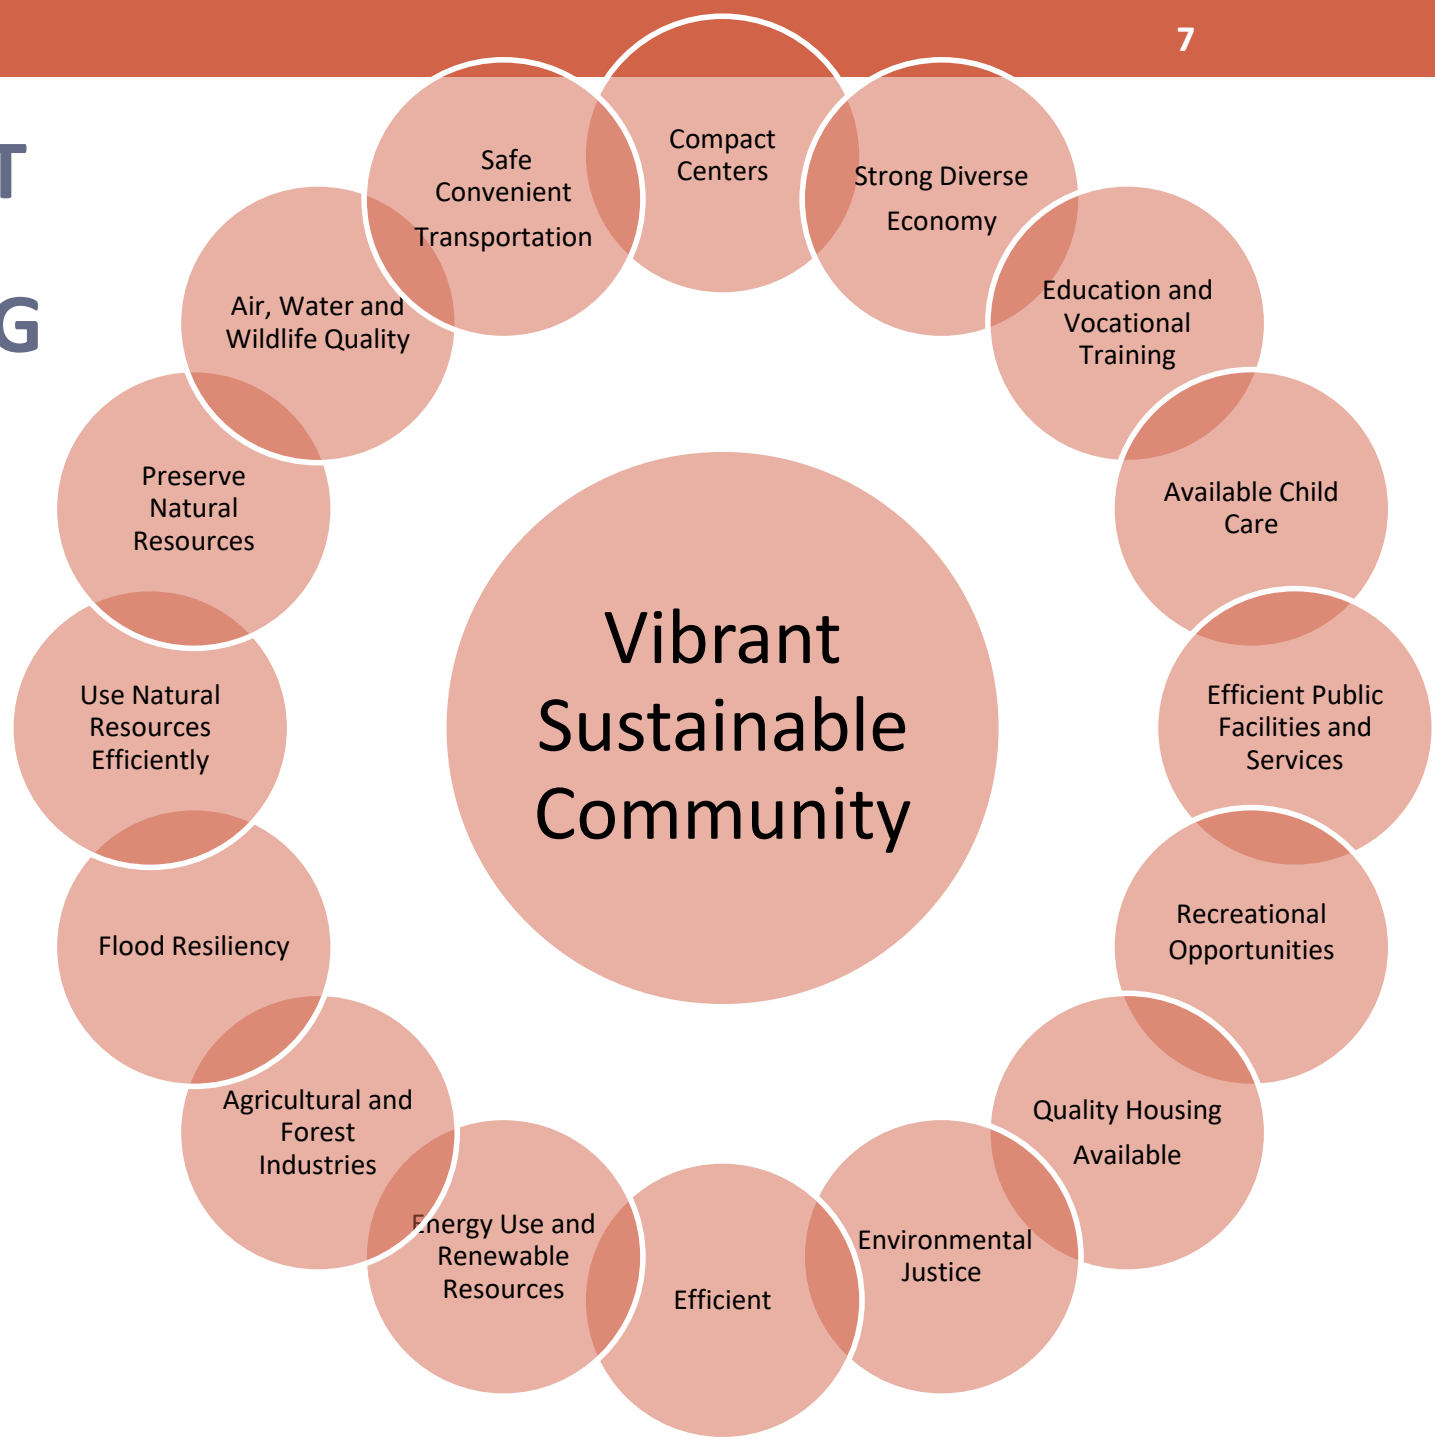 7
T
G
Compact
Centers
Strong Diverse
Economy
Education and
Vocational
Training
Available Child
Care
Efficient Public
Facilities and
Services
Recreational
Opportunities
Quality Housing
Available
Environmental
Justice
Efficient
Energy Use and
Renewable
Resources
Agricultural and
Forest
Industries
Flood Resiliency
Use Natural
Resources
Efficiently
Preserve
Natural
Resources
Air, Water and
Wildlife Quality
Safe
Convenient
Transportation
Vibrant
Sustainable
Community